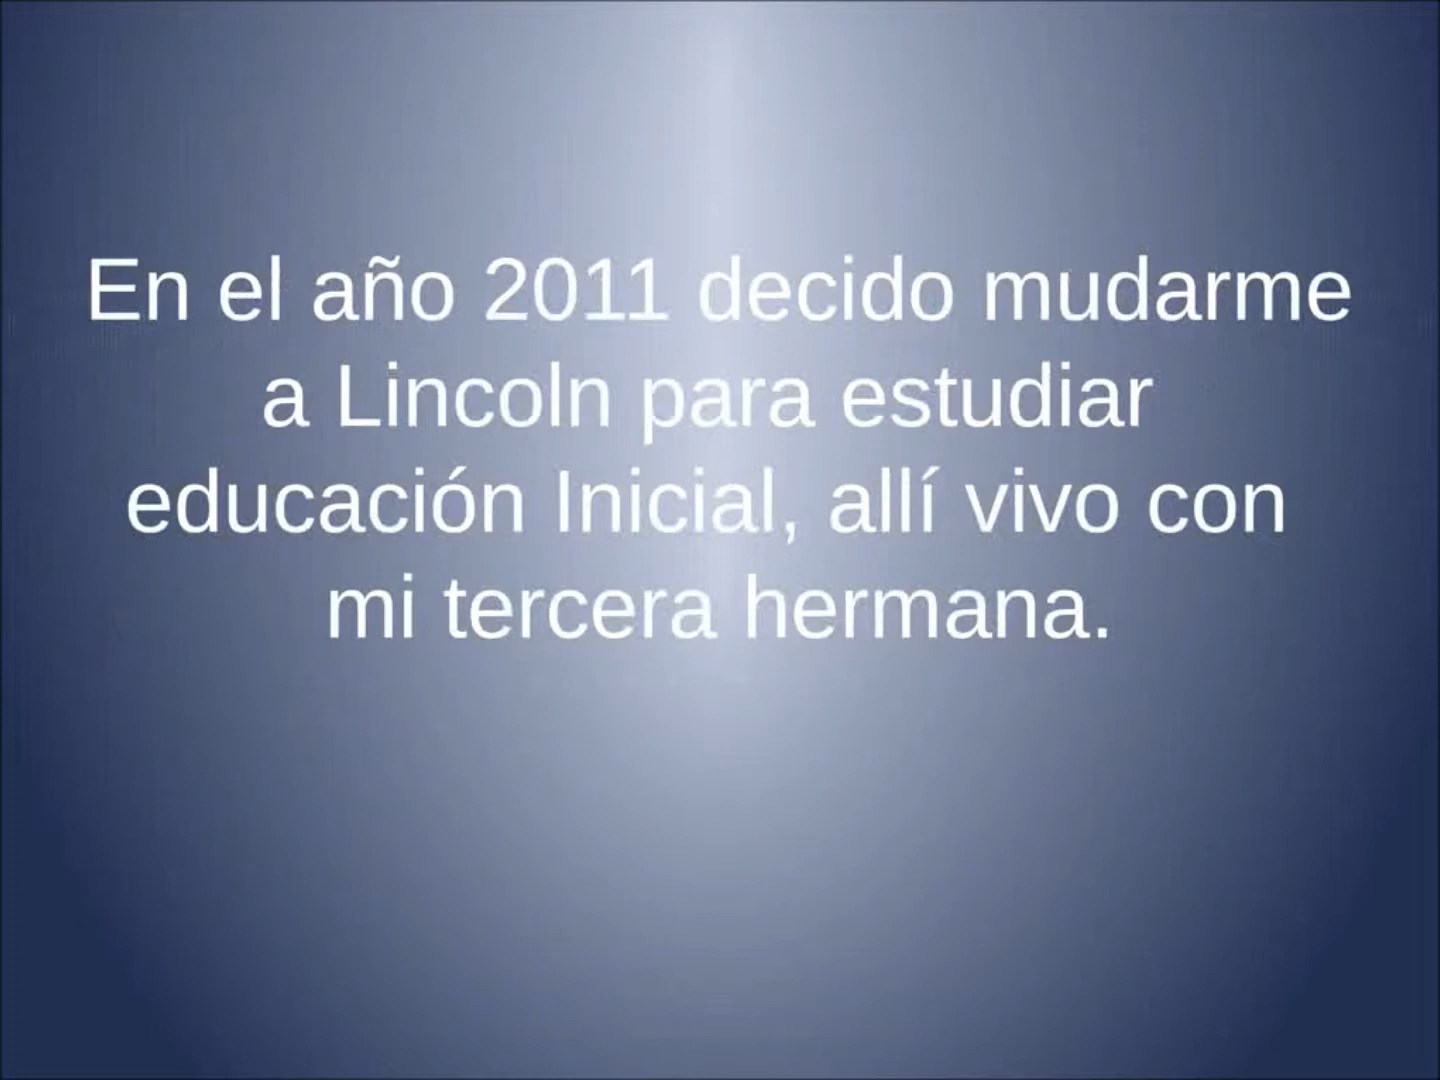 En el año 2011 decido mudarme
a Lincoln para estudiar
educación Inicial, allí vivo con
mi tercera hermana.